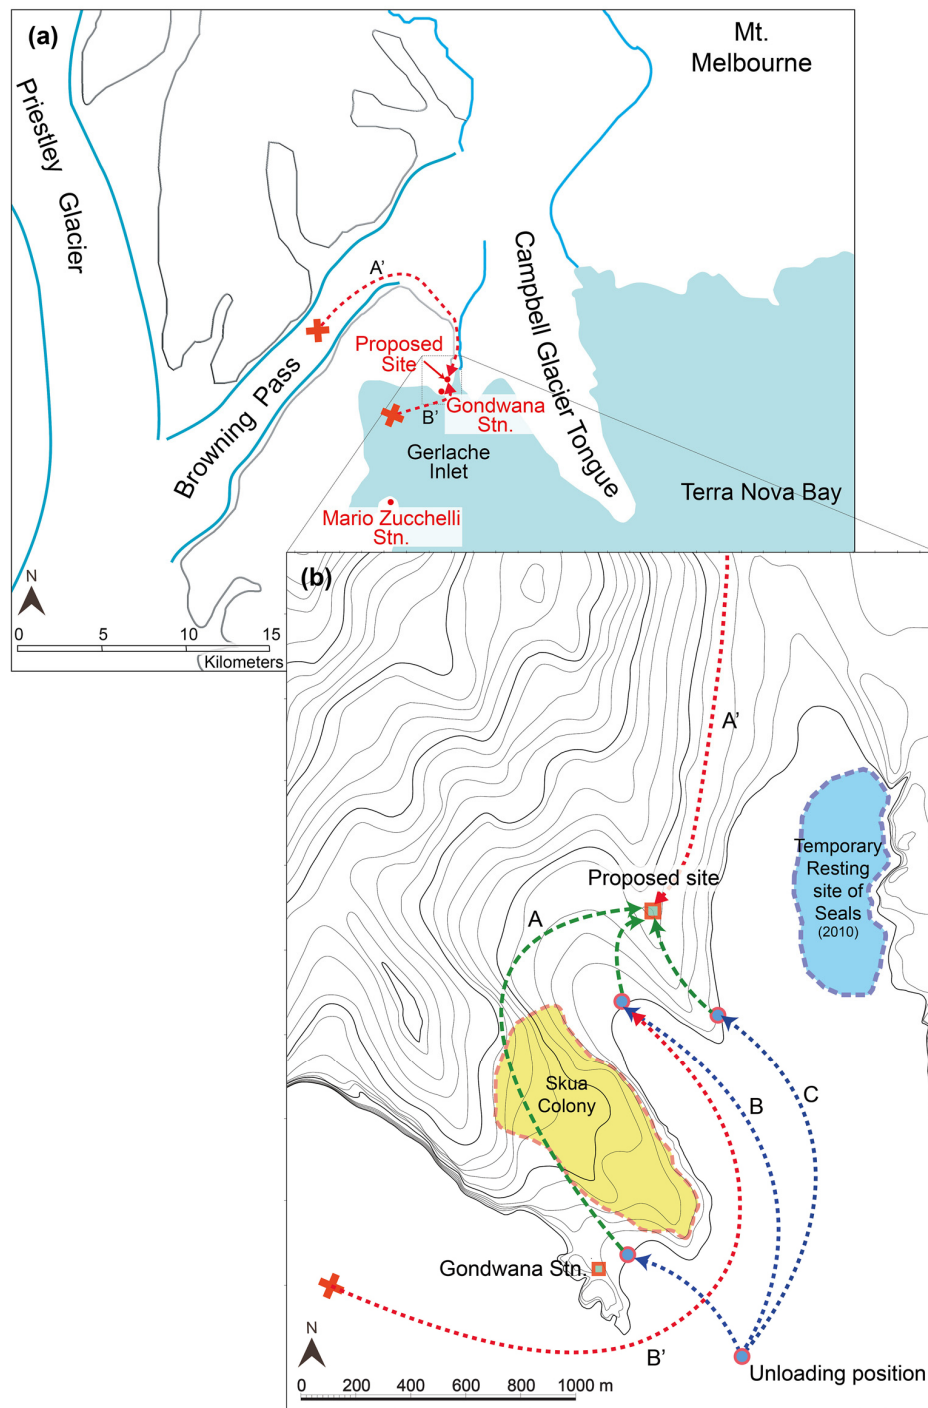 (a)
Mt.
Melbourne
Priestley Glacier
A’
Campbell Glacier Tongue
Proposed
Site
Browning Pass
Gondwana
Stn.
B’
Gerlache
Inlet
Terra Nova Bay
Mario Zucchelli
Stn.
N
0 5 10 15
Kilometers
(b)
A’
Temporary
Resting
site of
Seals
(2010)
Proposed site
A
Skua
Colony
B
C
Gondwana Stn.
N
B’
Unloading position
0 200 400 600 800 1000 m